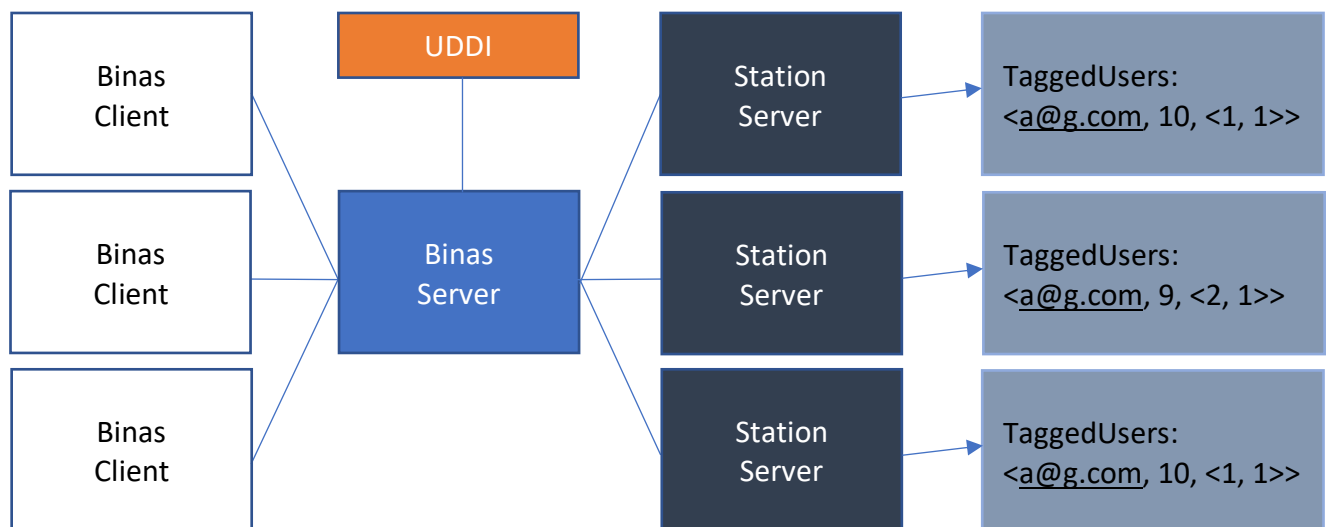 Binas
Client
UDDI
Station
Server
TaggedUsers:
<a@g.com, 10, <1, 1>>
Binas
Client
Binas
Server
Station
Server
TaggedUsers:
<a@g.com, 9, <2, 1>>
Binas
Client
Station
Server
TaggedUsers:
<a@g.com, 10, <1, 1>>